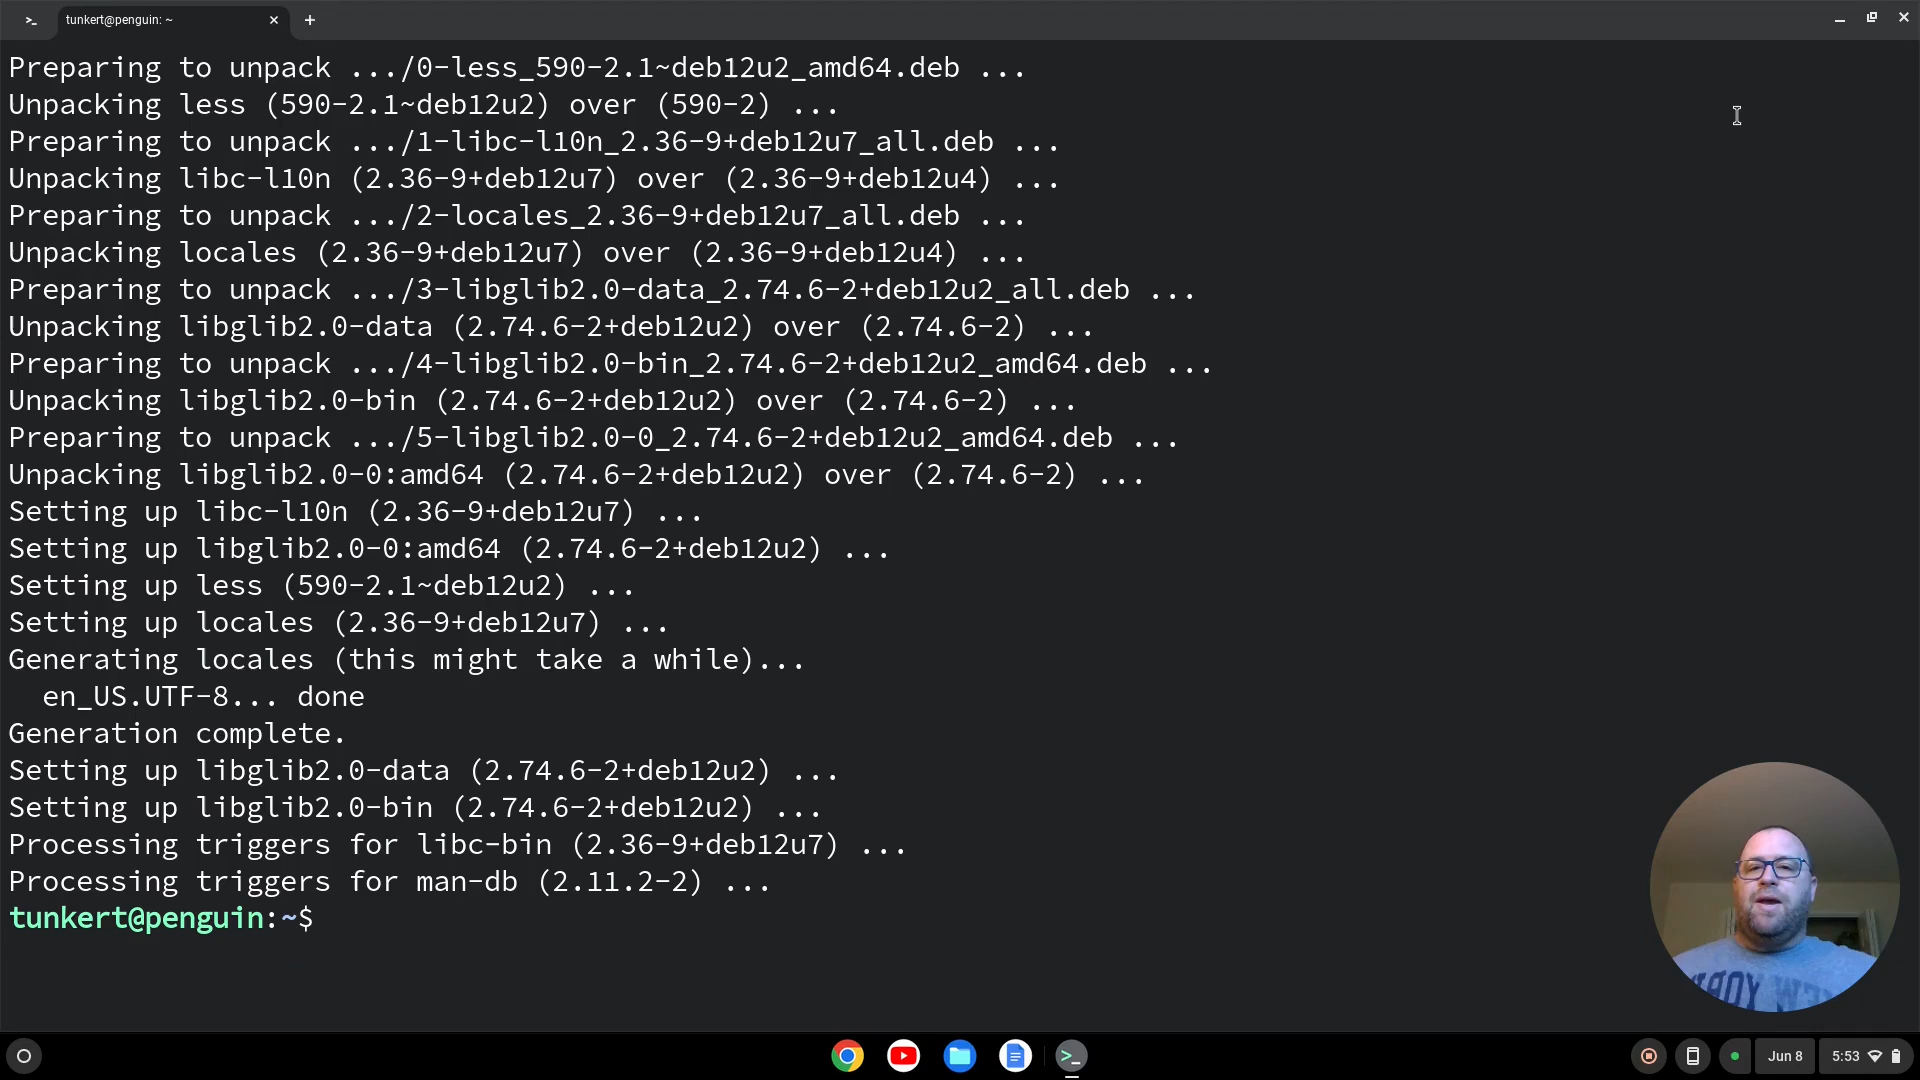 tunkert@penguin: ~
Preparing to unpack .../0-less_590-2.1~deb12u2_amd64.deb ...
Unpacking less (590-2.1~deb12u2) over (590-2) ...
Preparing to unpack .../1-libc-l10n_2.36-9+deb12u7_all.deb ...
Unpacking libc-l10n (2.36-9+deb12u7) over (2.36-9+deb12u4) ...
Preparing to unpack .../2-locales_2.36-9+deb12u7_all.deb ...
Unpacking locales (2.36-9+deb12u7) over (2.36-9+deb12u4) ...
Preparing to unpack .../3-libglib2.0-data_2.74.6-2+deb12u2_all.deb ...
Unpacking libglib2.0-data (2.74.6-2+deb12u2) over (2.74.6-2) ...
Preparing to unpack .../4-libglib2.0-bin_2.74.6-2+deb12u2_amd64.deb ...
Unpacking libglib2.0-bin (2.74.6-2+deb12u2) over (2.74.6-2) ...
Preparing to unpack .../5-libglib2.0-0_2.74.6-2+deb12u2_amd64.deb ...
Unpacking libglib2.0-0:amd64 (2.74.6-2+deb12u2) over (2.74.6-2) ...
Setting up libc-l10n (2.36-9+deb12u7) ...
Setting up libglib2.0-0:amd64 (2.74.6-2+deb12u2) ...
Setting up less (590-2.1~deb12u2) ...
Setting up locales (2.36-9+deb12u7) ...
Generating locales (this might take a while)...
  en_US.UTF-8... done
Generation complete.
Setting up libglib2.0-data (2.74.6-2+deb12u2) ...
Setting up libglib2.0-bin (2.74.6-2+deb12u2) ...
Processing triggers for libc-bin (2.36-9+deb12u7) ...
Processing triggers for man-db (2.11.2-2) ...
tunkert@penguin:~$
Jun 8 5:53